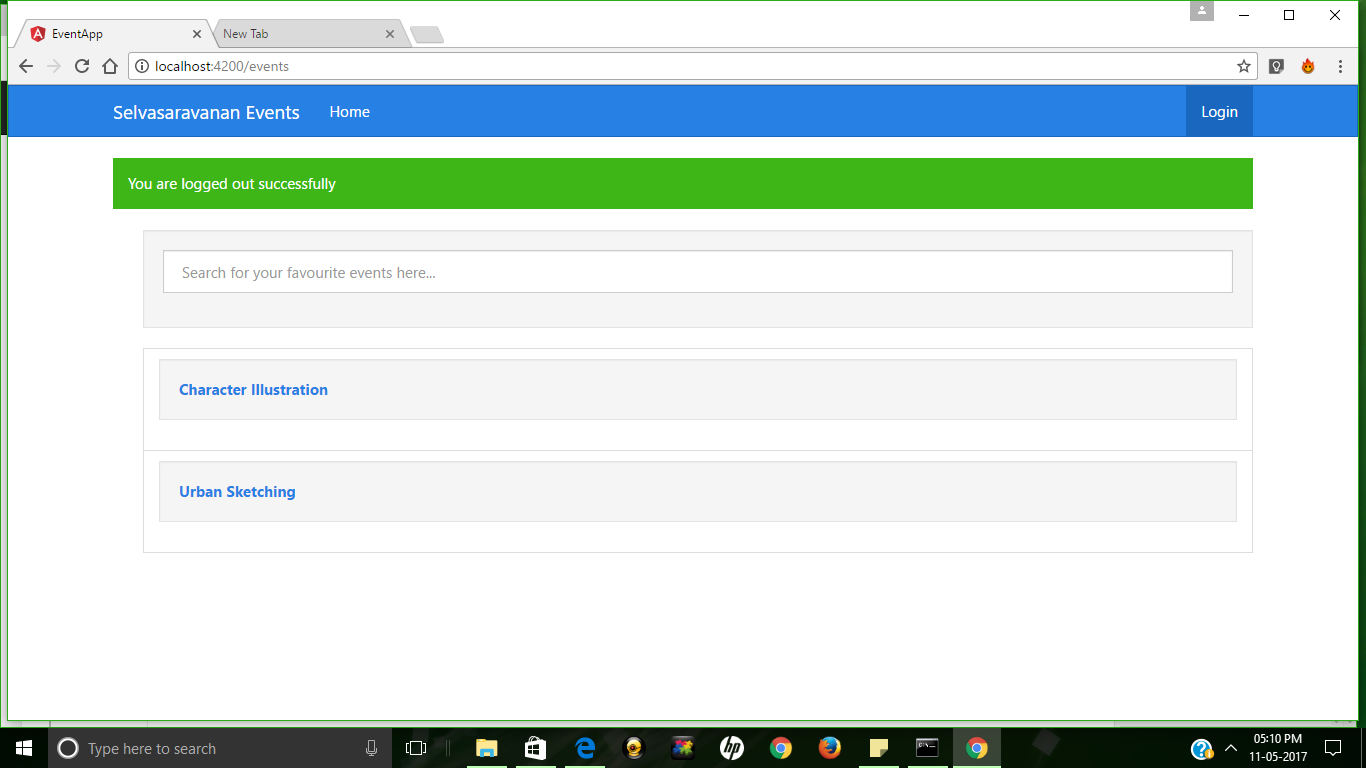 EventApp
New Tab
localhost:4200/events
Selvasaravanan Events
Home
Login
You are logged out successfully
Search for your favourite events here...
Character Illustration
Urban Sketching
Type here to search
hp
05:10 PM
11-05-2017